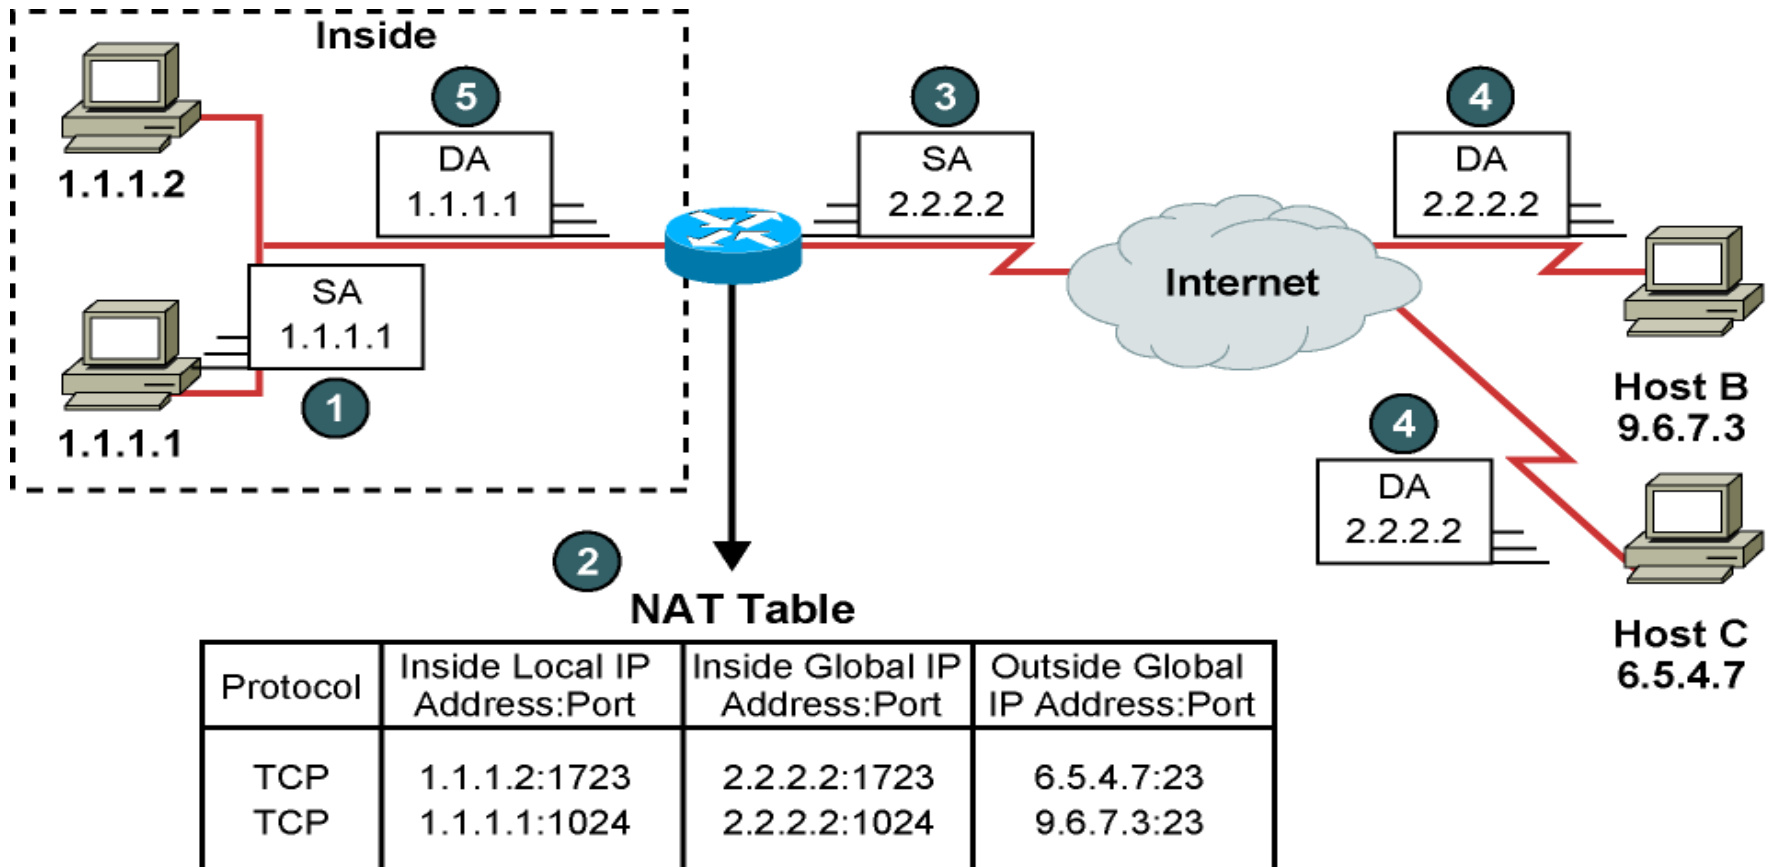 Inside
5
3
4
DA
1.1.1.1
SA
2.2.2.2
DA
2.2.2.2
1.1.1.2
Internet
SA
1.1.1.1
1
1.1.1.1
Host B
9.6.7.3
4
DA
2.2.2.2
Host C
6.5.4.7
2
NAT Table
Protocol
Inside Local IP
Address:Port
Inside Global IP
Address:Port
Outside Global
IP Address:Port
TCP 1.1.1.2:1723 2.2.2.2:1723 6.5.4.7:23
TCP 1.1.1.1:1024 2.2.2.2:1024 9.6.7.3:23